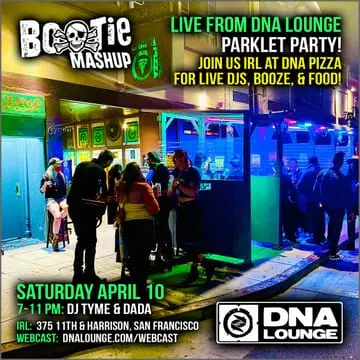 BOOTiE
MASHUP
LIVE FROM DNA LOUNGE
PARKLET PARTY!
JOIN US IRL AT DNA PIZZA
FOR LIVE DJS, BOOZE, & FOOD!
SATURDAY APRIL 10
7-11 PM: DJ TYME & DADA
IRL: 375 11TH & HARRISON, SAN FRANCISCO
WEBCAST: DNALOUNGE.COM/WEBCAST
DNA
LOUNGE